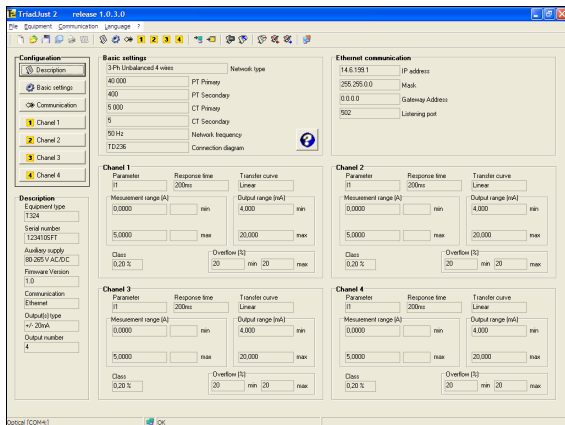 TriadJust 2 release 1.0.3.0
File Equipment Communication Language ?
1 2 3 4
Configuration
Description
Basic settings
Communication
1 Chanel 1
2 Chanel 2
3 Chanel 3
4 Chanel 4
Description
Equipment type
T324
Serial number
1234105FT
Auxiliary supply
80-265 V AC/DC
Firmware Version
1.0
Communication
Ethernet
Output(s) type
+/- 20mA
Output number
4
Basic settings
3-Ph Unbalanced 4 wires Network type
40 000 PT Primary
400 PT Secondary
5 000 CT Primary
5 CT Secondary
50 Hz Network frequency
TD236 Connection diagram
Ethernet communication
14.6.199.1 IP address
255.255.0.0 Mask
0.0.0.0 Gateway Address
502 Listening port
Chanel 1
Parameter Response time Transfer curve
I1 200ms Linear
Mesurement range (A) Output range (mA)
0,0000 min 4,000 min
5,0000 max 20,000 max
Class Overflow (%)
0,20 % 20 min 20 max
Chanel 2
Parameter Response time Transfer curve
I1 200ms Linear
Mesurement range (A) Output range (mA)
0,0000 min 4,000 min
5,0000 max 20,000 max
Class Overflow (%)
0,20 % 20 min 20 max
Chanel 3
Parameter Response time Transfer curve
I1 200ms Linear
Mesurement range (A) Output range (mA)
0,0000 min 4,000 min
5,0000 max 20,000 max
Class Overflow (%)
0,20 % 20 min 20 max
Chanel 4
Parameter Response time Transfer curve
I1 200ms Linear
Mesurement range (A) Output range (mA)
0,0000 min 4,000 min
5,0000 max 20,000 max
Class Overflow (%)
0,20 % 20 min 20 max
Optical [COM4] OK